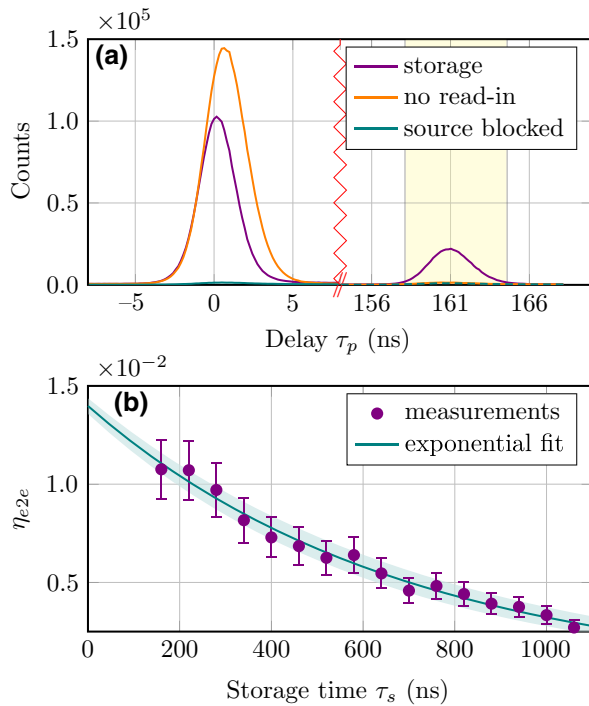 ×10^5
(a)
1.5
1.0
0.5
0.0
Counts
storage
no read-in
source blocked
−5 0 5 156 161 166
Delay τ_p (ns)
×10^−2
(b)
1.5
1.0
0.5
η_e2e
measurements
exponential fit
0 200 400 600 800 1000
Storage time τ_s (ns)